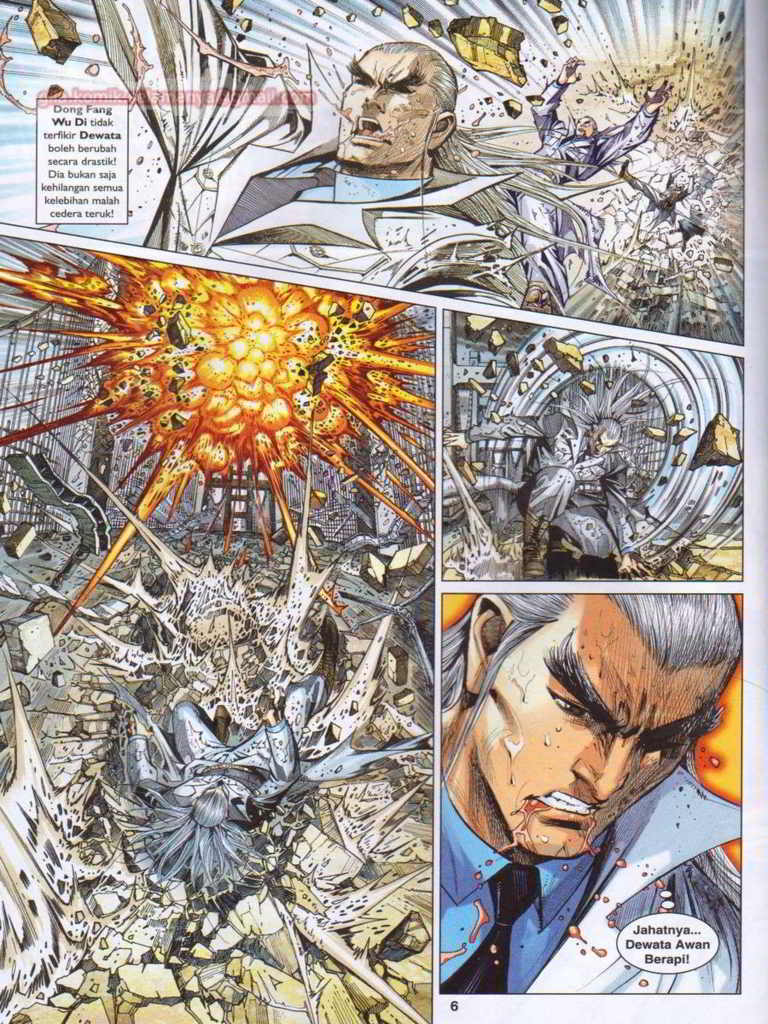 Dong Fang
Wu Di tidak
terfikir Dewata
boleh berubah
secara drastik!
Dia bukan saja
kehilangan semua
kelebihan malah
cedera teruk!
Jahatnya...
Dewata Awan
Berapi!
6